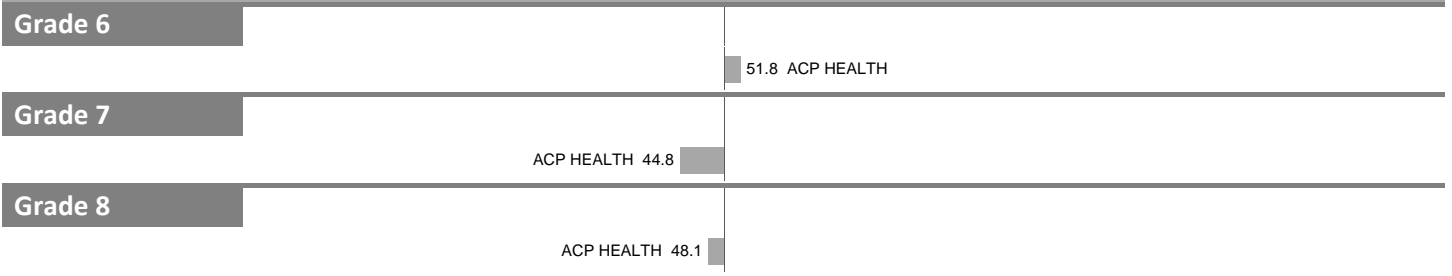 Grade 6
51.8 ACP HEALTH
Grade 7
ACP HEALTH 44.8
Grade 8
ACP HEALTH 48.1